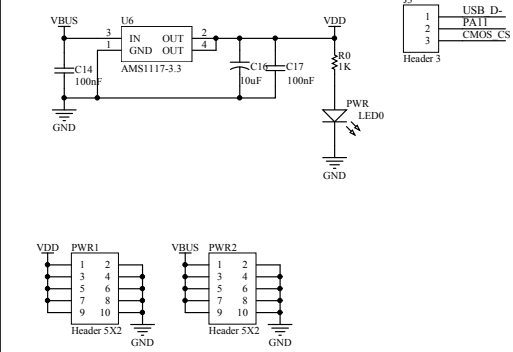 VBUS
U6
VDD
3 IN OUT 2
1 GND OUT 4
AMS1117-3.3
C14
100nF
C16
10uF
C17
100nF
R0
1K
PWR
LED0
GND
GND
1 USB_D-
2 PA11
3 CMOS_CS
Header 3
VDD PWR1
1 2
3 4
5 6
7 8
9 10
Header 5X2
GND
VBUS PWR2
1 2
3 4
5 6
7 8
9 10
Header 5X2
GND